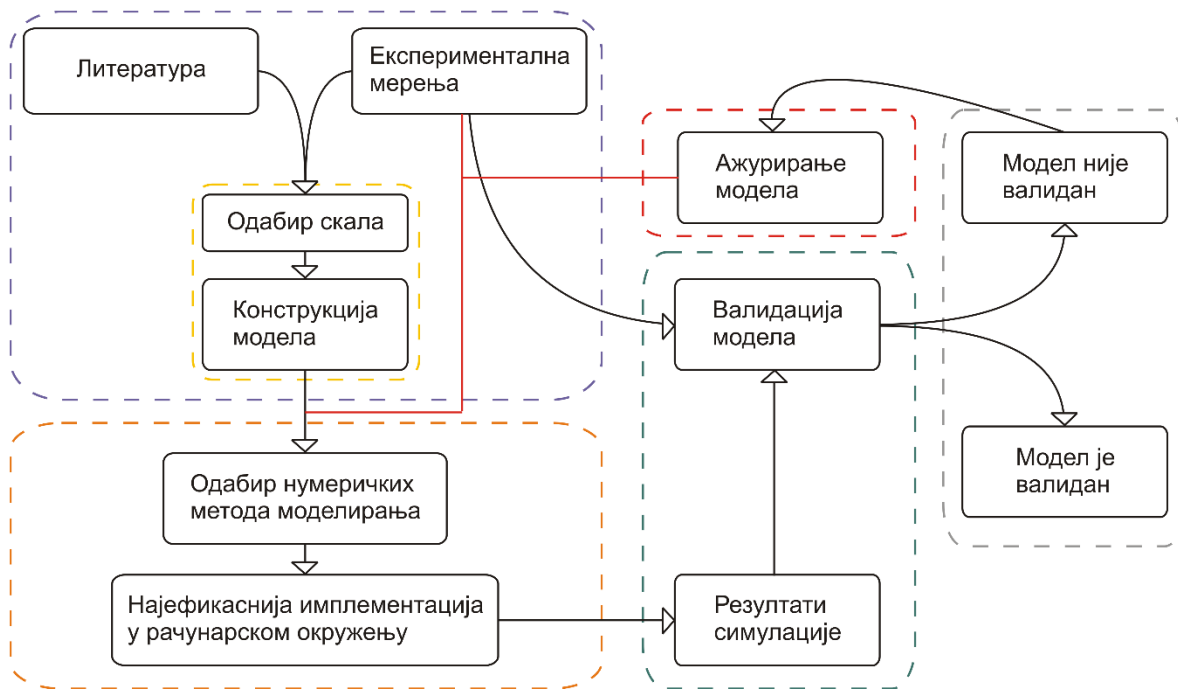 Литература
Експериментална
мерења
Ажурирање
модела
Модел није
валидан
Одабир скала
Конструкција
модела
Валидација
модела
Модел је
валидан
Одабир нумеричких
метода моделирања
Најефикаснија имплементација
у рачунарском окружењу
Резултати
симулације